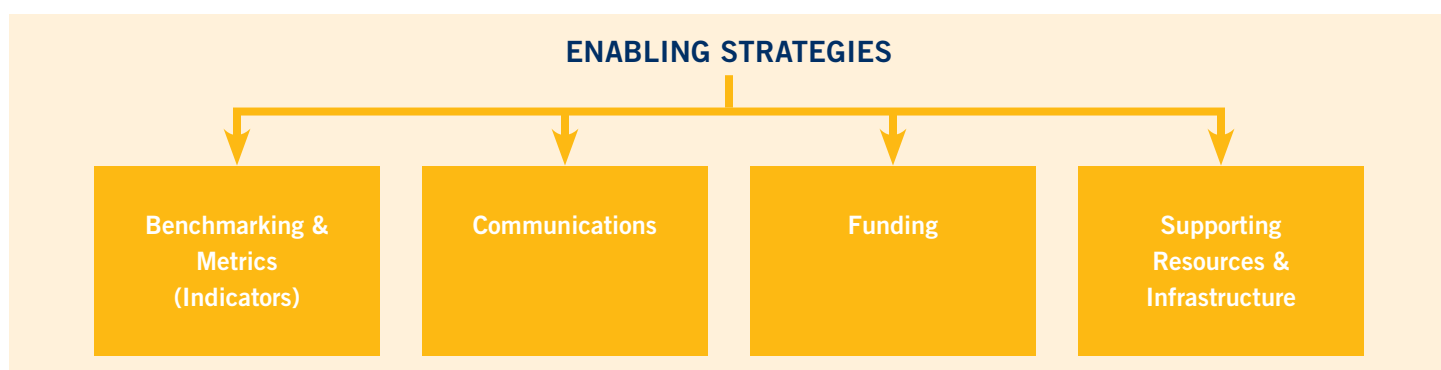 ENABLING STRATEGIES
Benchmarking &
Metrics
(Indicators)
Communications
Funding
Supporting
Resources &
Infrastructure